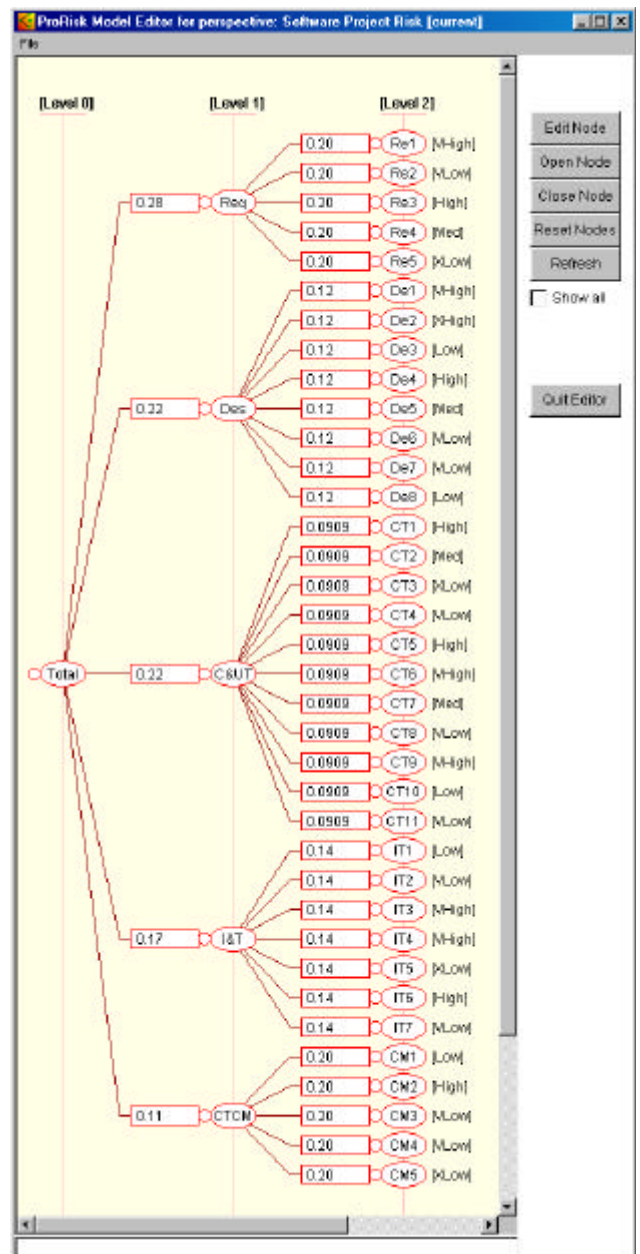 ProRisk Model Editor for perspective: Software Project Risk [current]
File
[Level 0] [Level 1] [Level 2]
0.20 Re1 [VHigh]
0.20 Re2 [VLow]
0.28 Req 0.20 Re3 [High]
0.20 Re4 [Med]
0.20 Re5 [XLow]
0.12 De1 [VHigh]
0.12 De2 [XHigh]
0.12 De3 [Low]
0.12 De4 [High]
0.22 Des 0.12 De5 [Med]
0.12 De6 [VLow]
0.12 De7 [VLow]
0.12 De8 [Low]
0.0909 CT1 [High]
0.0909 CT2 [Med]
0.0909 CT3 [XLow]
0.0909 CT4 [VLow]
0.0909 CT5 [High]
Total 0.22 C&UT 0.0909 CT6 [VHigh]
0.0909 CT7 [Med]
0.0909 CT8 [VLow]
0.0909 CT9 [VHigh]
0.0909 CT10 [Low]
0.0909 CT11 [VLow]
0.14 IT1 [Low]
0.14 IT2 [VLow]
0.14 IT3 [VHigh]
0.17 I&T 0.14 IT4 [VHigh]
0.14 IT5 [XLow]
0.14 IT6 [High]
0.14 IT7 [VLow]
0.20 CM1 [Low]
0.20 CM2 [High]
0.11 CTCM 0.20 CM3 [VLow]
0.20 CM4 [VLow]
0.20 CM5 [XLow]
Edit Node
Open Node
Close Node
Reset Nodes
Refresh
Show all
Quit Editor